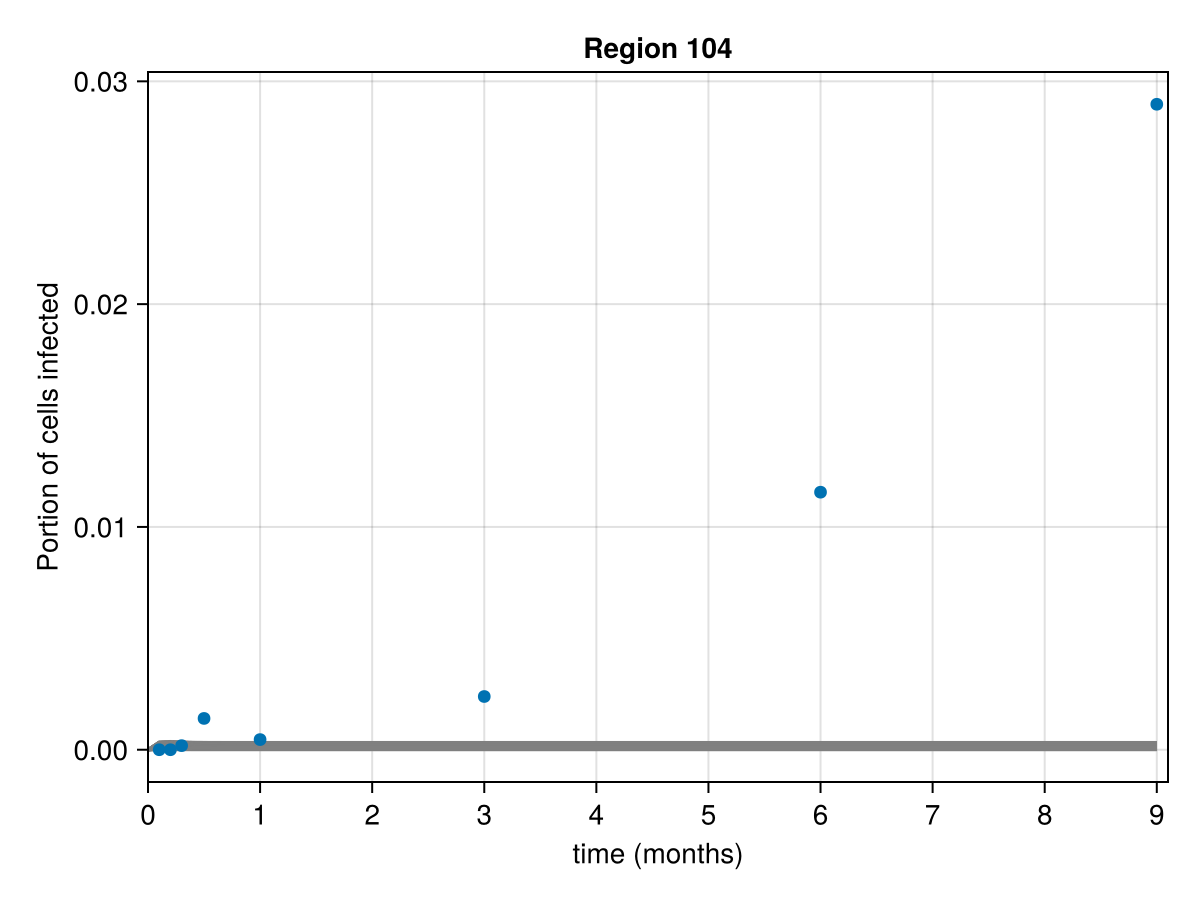 Region 104
Portion of cells infected
0.03
0.02
0.01
0.00
0 1 2 3 4 5 6 7 8 9
time (months)